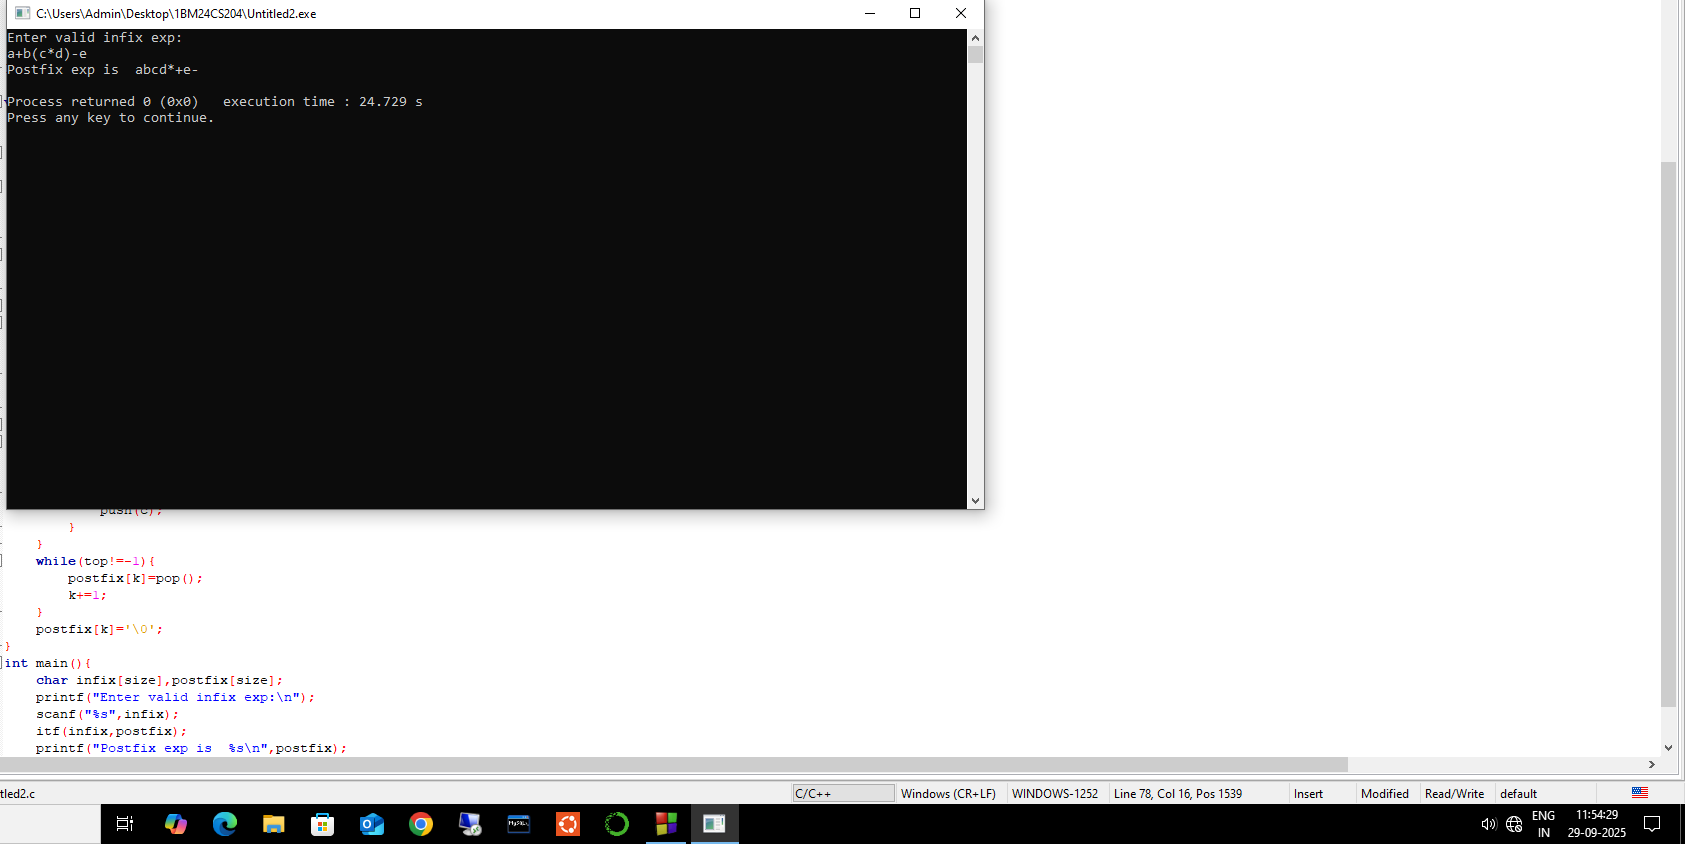 C:\Users\Admin\Desktop\1BM24CS204\Untitled2.exe
Enter valid infix exp:
a+b(c*d)-e
Postfix exp is  abcd*+e-
Process returned 0 (0x0)   execution time : 24.729 s
Press any key to continue.
push(c);
}
}
while(top!=-1){
postfix[k]=pop();
k+=1;
}
postfix[k]='\0';
}
int main(){
char infix[size],postfix[size];
printf("Enter valid infix exp:\n");
scanf("%s",infix);
itf(infix,postfix);
printf("Postfix exp is  %s\n",postfix);
tled2.c C/C++ Windows (CR+LF) WINDOWS-1252 Line 78, Col 16, Pos 1539 Insert Modified Read/Write default
MySQL
ENG
IN
11:54:29
29-09-2025